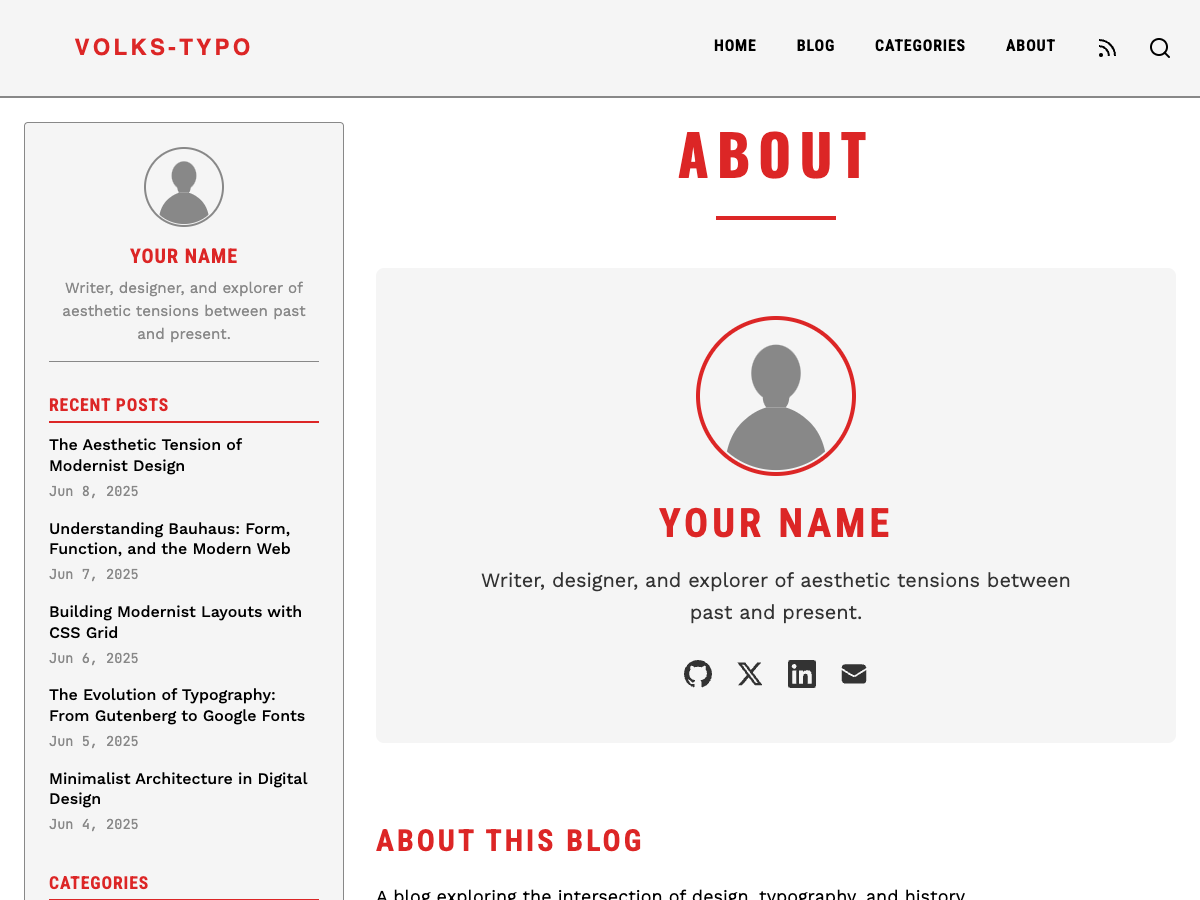 VOLKS-TYPO
HOME
BLOG
CATEGORIES
ABOUT
YOUR NAME
Writer, designer, and explorer of
aesthetic tensions between past
and present.
RECENT POSTS
The Aesthetic Tension of
Modernist Design
Jun 8, 2025
Understanding Bauhaus: Form,
Function, and the Modern Web
Jun 7, 2025
Building Modernist Layouts with
CSS Grid
Jun 6, 2025
The Evolution of Typography:
From Gutenberg to Google Fonts
Jun 5, 2025
Minimalist Architecture in Digital
Design
Jun 4, 2025
CATEGORIES
ABOUT
YOUR NAME
Writer, designer, and explorer of aesthetic tensions between
past and present.
ABOUT THIS BLOG
A blog exploring the intersection of design, typography, and history.